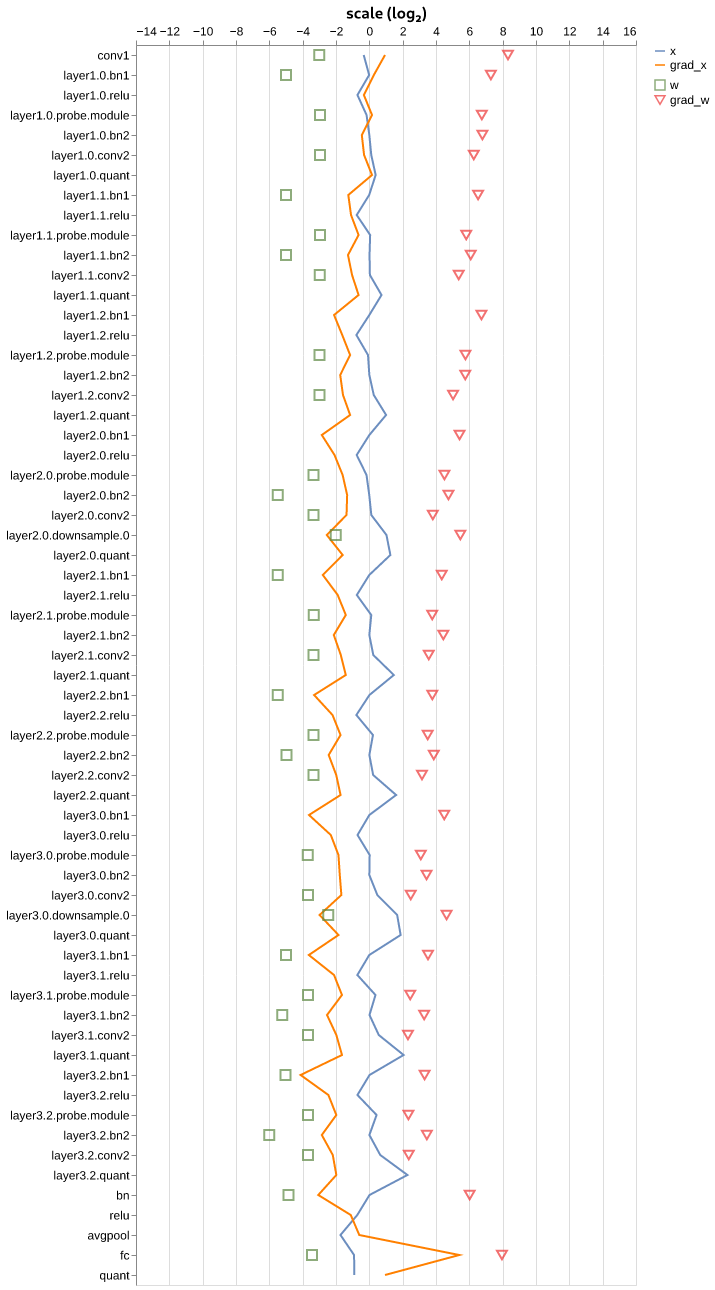 scale (log₂)
−14 −12 −10 −8 −6 −4 −2 0 2 4 6 8 10 12 14 16
x
grad_x
w
grad_w
conv1
layer1.0.bn1
layer1.0.relu
layer1.0.probe.module
layer1.0.bn2
layer1.0.conv2
layer1.0.quant
layer1.1.bn1
layer1.1.relu
layer1.1.probe.module
layer1.1.bn2
layer1.1.conv2
layer1.1.quant
layer1.2.bn1
layer1.2.relu
layer1.2.probe.module
layer1.2.bn2
layer1.2.conv2
layer1.2.quant
layer2.0.bn1
layer2.0.relu
layer2.0.probe.module
layer2.0.bn2
layer2.0.conv2
layer2.0.downsample.0
layer2.0.quant
layer2.1.bn1
layer2.1.relu
layer2.1.probe.module
layer2.1.bn2
layer2.1.conv2
layer2.1.quant
layer2.2.bn1
layer2.2.relu
layer2.2.probe.module
layer2.2.bn2
layer2.2.conv2
layer2.2.quant
layer3.0.bn1
layer3.0.relu
layer3.0.probe.module
layer3.0.bn2
layer3.0.conv2
layer3.0.downsample.0
layer3.0.quant
layer3.1.bn1
layer3.1.relu
layer3.1.probe.module
layer3.1.bn2
layer3.1.conv2
layer3.1.quant
layer3.2.bn1
layer3.2.relu
layer3.2.probe.module
layer3.2.bn2
layer3.2.conv2
layer3.2.quant
bn
relu
avgpool
fc
quant